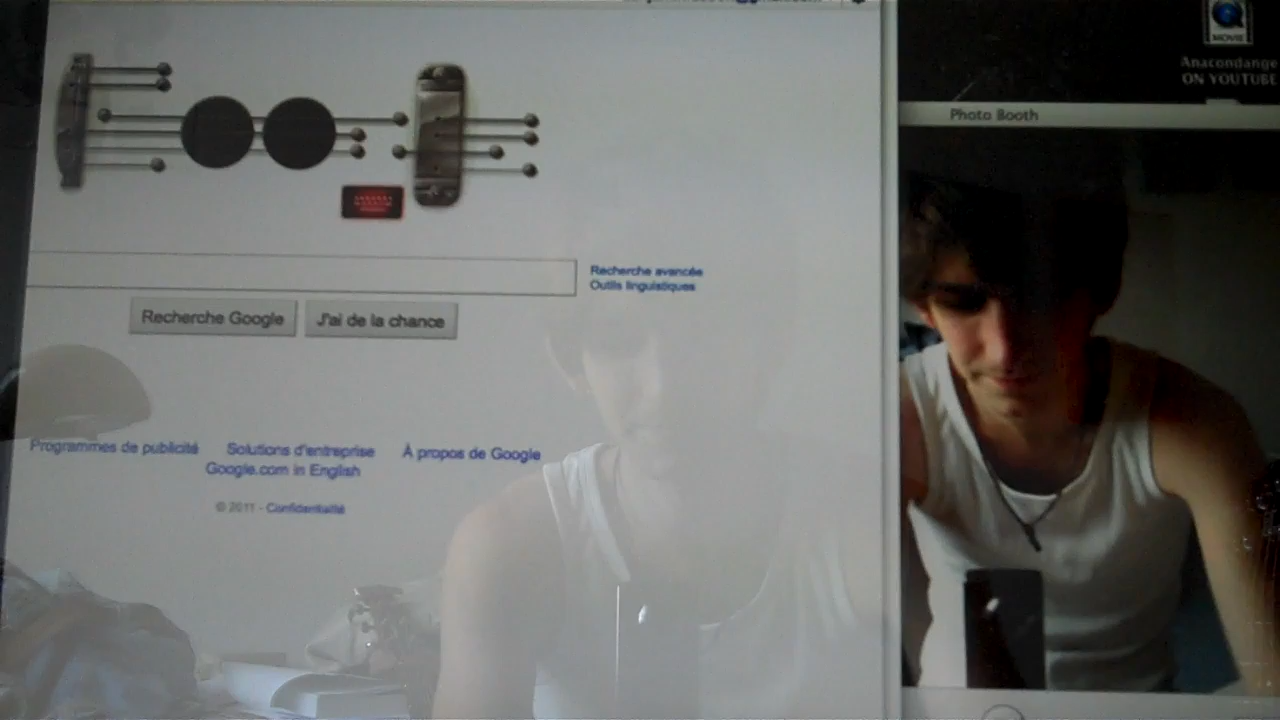 MOVIE
Anacondange
ON YOUTUBE
Photo Booth
Recherche avancée
Outils linguistiques
Recherche Google
J'ai de la chance
Programmes de publicité
Solutions d'entreprise
À propos de Google
Google.com in English
© 2011 - Confidentialité